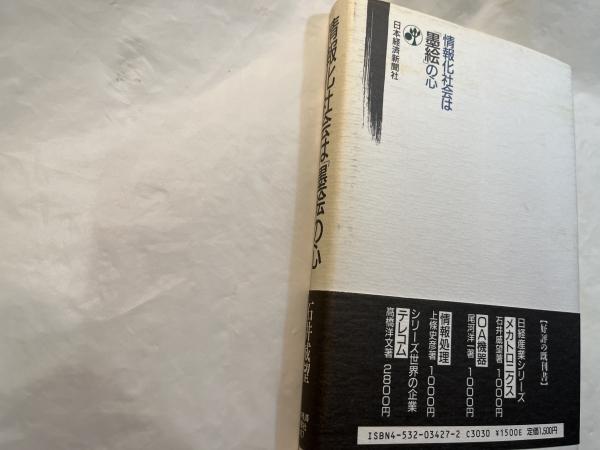 情報化社会は
『墨絵』の心
日本経済新聞社
情報化社会は『墨絵』の心
石井威望
【好評の既刊書】
日経産業シリーズ
メカトロニクス
石井威望著 1000円
OA機器
尾河洋一著 1000円
情報処理
上條史彦著 1000円
シリーズ世界の企業
テレコム
高橋洋文著 2800円
ISBN4-532-03427-2 C3030 ¥1500E 定価1,500円